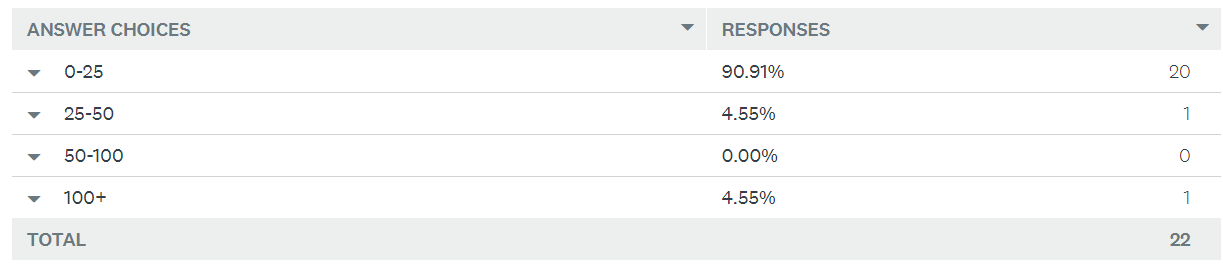 ANSWER CHOICES RESPONSES
0-25 90.91% 20
25-50 4.55% 1
50-100 0.00% 0
100+ 4.55% 1
TOTAL 22